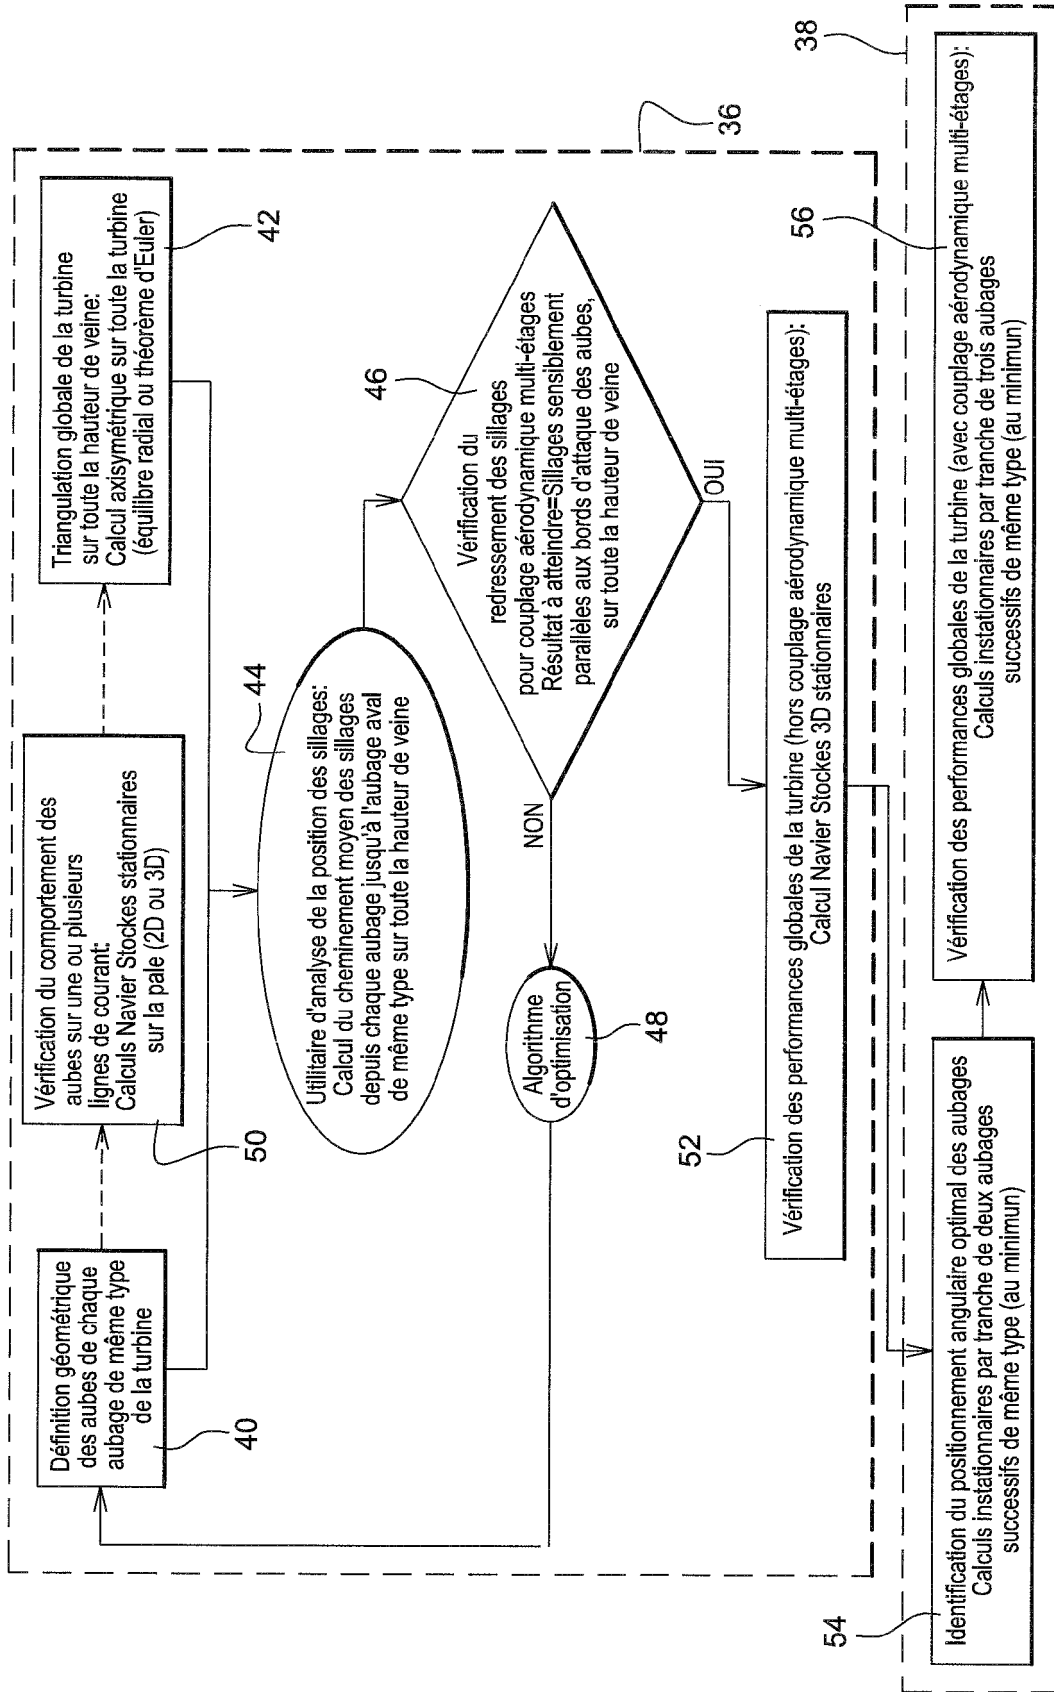 Définition géométrique
des aubes de chaque
aubage de même type
de la turbine
40
Vérification du comportement des
aubes sur une ou plusieurs
lignes de courant:
Calculs Navier Stockes stationnaires
sur la pale (2D ou 3D)
50
Triangulation globale de la turbine
sur toute la hauteur de veine:
Calcul axisymétrique sur toute la turbine
(équilibre radial ou théorème d'Euler)
42
Utilitaire d'analyse de la position des sillages:
Calcul du cheminement moyen des sillages
depuis chaque aubage jusqu'à l'aubage aval
de même type sur toute la hauteur de veine
44
Vérification du
redressement des sillages
pour couplage aérodynamique multi-étages
Résultat à atteindre=Sillages sensiblement
parallèles aux bords d'attaque des aubes,
sur toute la hauteur de veine
46
36
NON
OUI
Algorithme
d'optimisation
48
52
Vérification des performances globales de la turbine (hors couplage aérodynamique multi-étages):
Calcul Navier Stockes 3D stationnaires
54
Identification du positionnement angulaire optimal des aubages
Calculs instationnaires par tranche de deux aubages
successifs de même type (au minimun)
56
38
Vérification des performances globales de la turbine (avec couplage aérodynamique multi-étages):
Calculs instationnaires par tranche de trois aubages
successifs de même type (au minimun)